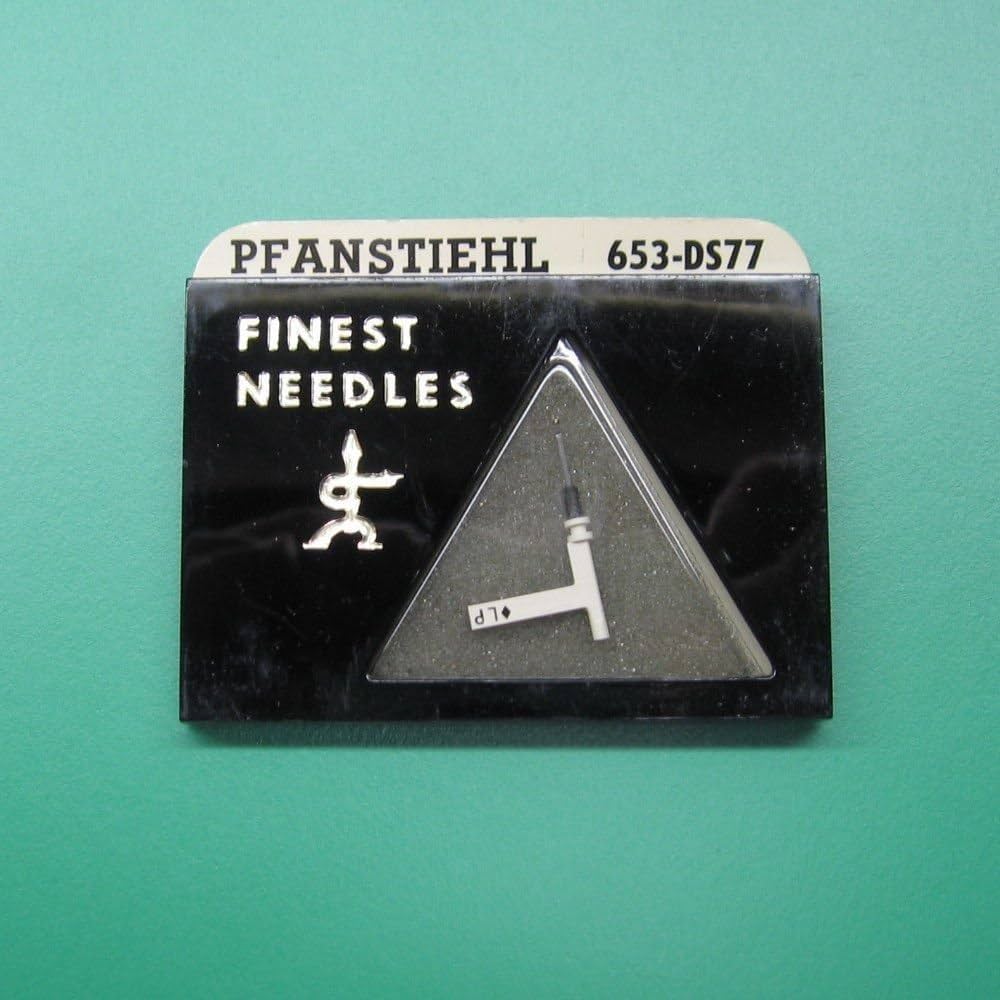 PFANSTIEHL 653-DS77
FINEST
NEEDLES
♦LP